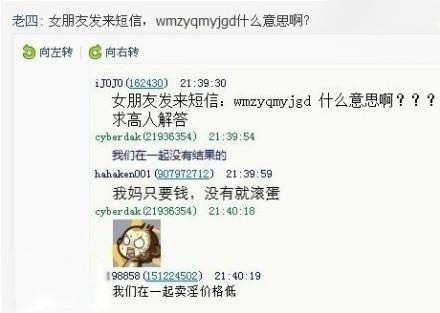 老四: 女朋友发来短信，wmzyqmyjgd什么意思啊?
向左转 向右转
iJ0J0(162430) 21:39:30
女朋友发来短信：wmzyqmyjgd 什么意思啊？？？
求高人解答
cyberdak(21936354) 21:39:54
我们在一起没有结果的
hahaken001(907972712) 21:39:59
我妈只要钱，没有就滚蛋
cyberdak(21936354) 21:40:18
198858(151224502) 21:40:19
我们在一起卖淫价格低